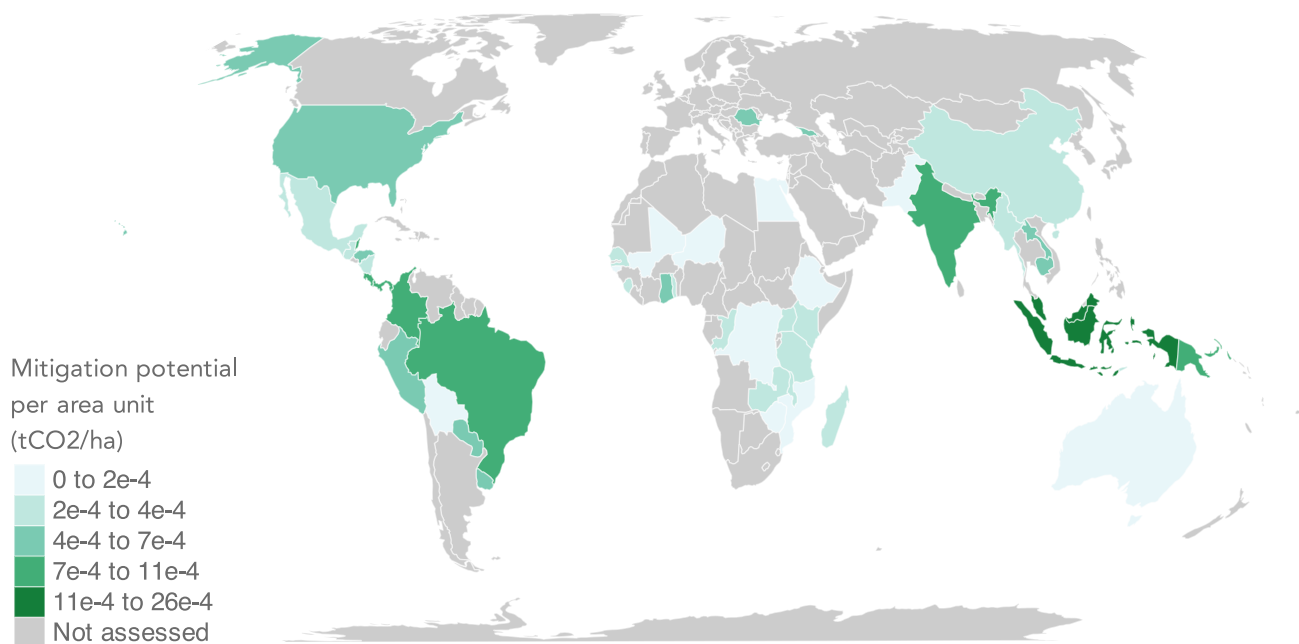 Mitigation potential
per area unit
(tCO2/ha)
0 to 2e-4
2e-4 to 4e-4
4e-4 to 7e-4
7e-4 to 11e-4
11e-4 to 26e-4
Not assessed